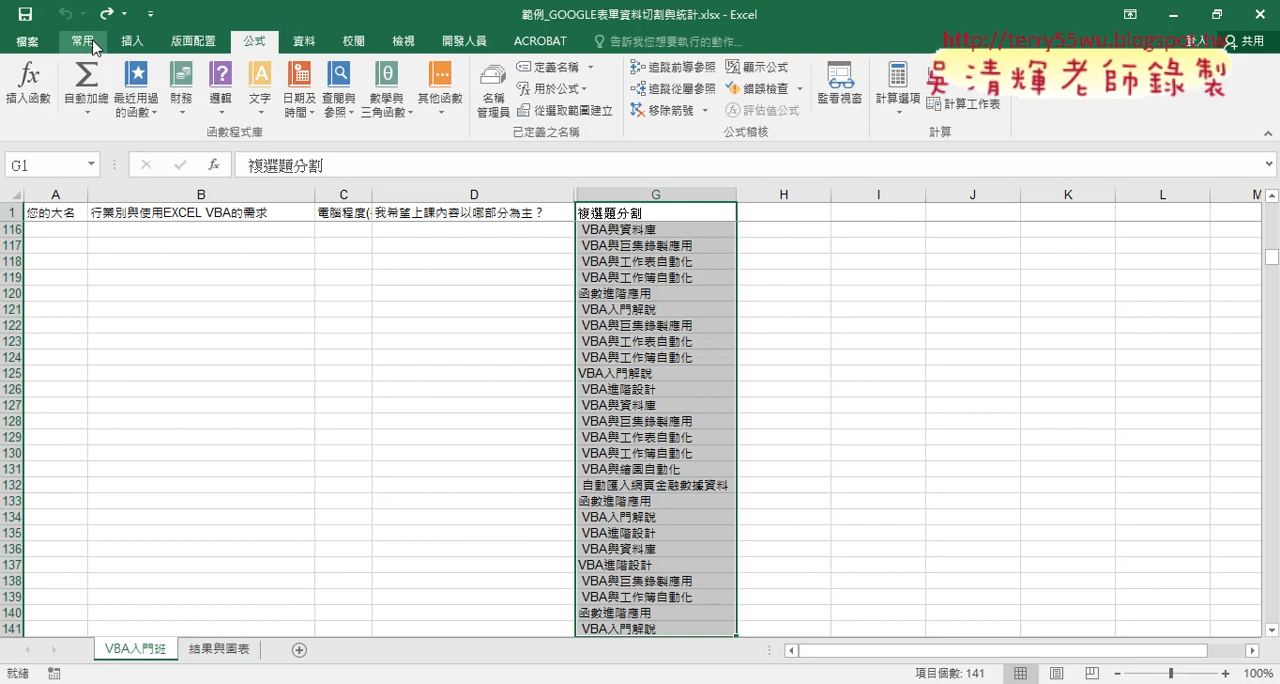 範例_GOOGLE表單資料切割與統計.xlsx - Excel
檔案 常用 插入 版面配置 公式 資料 校閱 檢視 開發人員 ACROBAT 告訴我您想要執行的動作... 登入 共用
http://terry55wu.blogspot.tw
吳清輝老師錄製
插入函數 自動加總 最近用過的函數 財務 邏輯 文字 日期及時間 查閱與參照 數學與三角函數 其他函數
函數程式庫
名稱管理員 定義名稱 用於公式 從選取範圍建立
已定義之名稱
追蹤前導參照 追蹤從屬參照 移除箭號 顯示公式 錯誤檢查 評估值公式 監看視窗
公式稽核
計算選項 計算工作表
計算
G1 fx 複選題分割
A B C D G H I J K L M
1 您的大名 行業別與使用EXCEL VBA的需求 電腦程度( 我希望上課內容以哪部分為主？ 複選題分割
116 VBA與資料庫
117 VBA與巨集錄製應用
118 VBA與工作表自動化
119 VBA與工作簿自動化
120 函數進階應用
121 VBA入門解說
122 VBA與巨集錄製應用
123 VBA與工作表自動化
124 VBA與工作簿自動化
125 VBA入門解說
126 VBA進階設計
127 VBA與資料庫
128 VBA與巨集錄製應用
129 VBA與工作表自動化
130 VBA與工作簿自動化
131 VBA與繪圖自動化
132 自動匯入網頁金融數據資料
133 函數進階應用
134 VBA入門解說
135 VBA進階設計
136 VBA與資料庫
137 VBA進階設計
138 VBA與巨集錄製應用
139 VBA與工作簿自動化
140 函數進階應用
141 VBA入門解說
VBA入門班 結果與圖表
就緒 項目個數: 141 100%